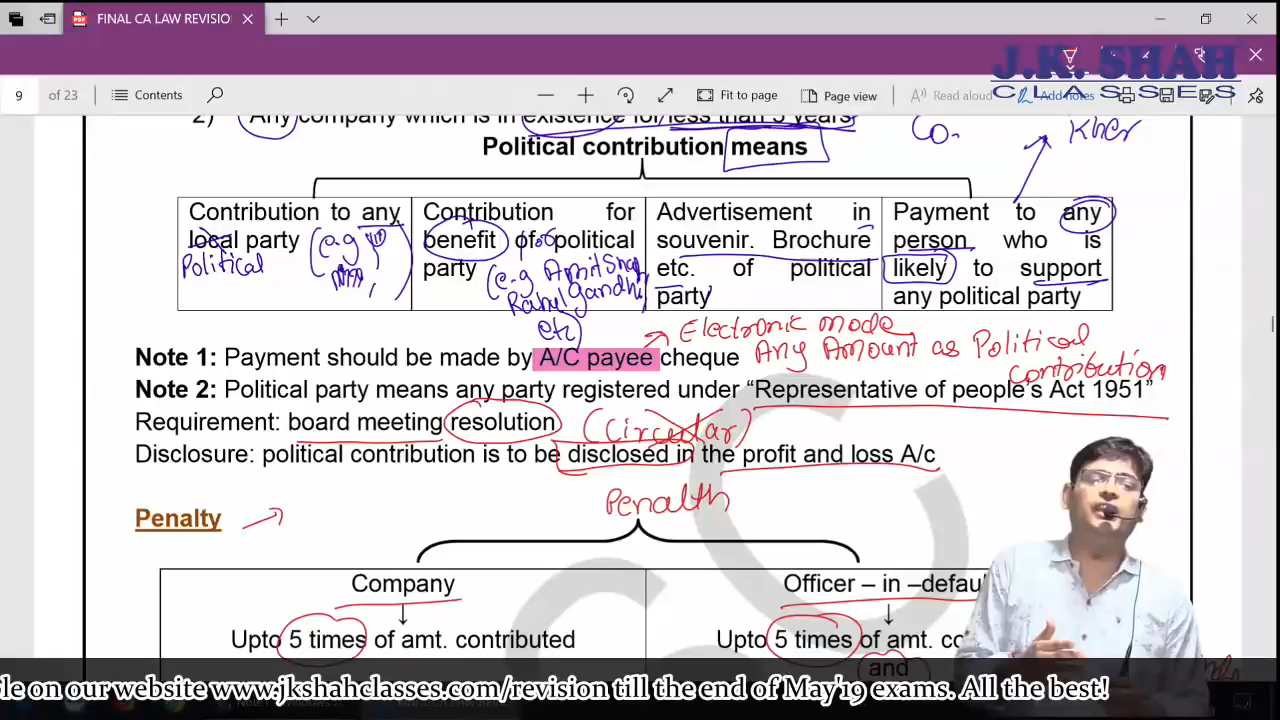 FINAL CA LAW REVISIO
J.K. SHAH
CLASSES
9 of 23 Contents Fit to page Page view Read aloud Add notes
2) Any company which is in existence for less than 3 years
Co. Kher
Political contribution means
Contribution to any local party
Political
(e.g
Contribution for benefit of political party
for
(e.g Amit Shah
Rahul Gandhi
etc)
Advertisement in souvenir. Brochure etc. of political party
Payment to any person who is likely to support any political party
Electronic mode
Note 1: Payment should be made by A/C payee cheque
Any Amount as Political
contribution
Note 2: Political party means any party registered under “Representative of people's Act 1951”
Requirement: board meeting resolution (Circular)
Disclosure: political contribution is to be disclosed in the profit and loss A/c
Penalty
Penalth
Company
Officer – in –defau
Upto 5 times of amt. contributed
Upto 5 times of amt. co
and
le on our website www.jkshahclasses.com/revision till the end of May'19 exams. All the best!